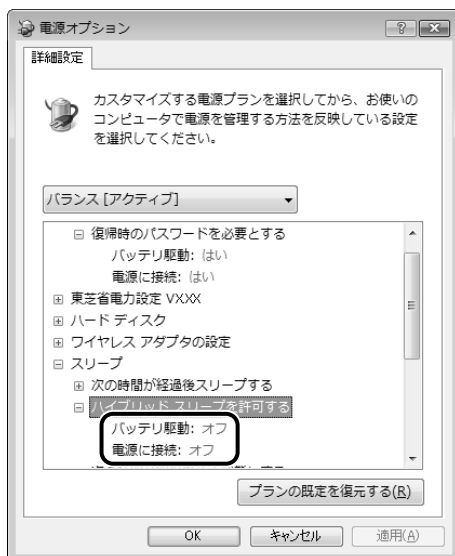 電源オプション
詳細設定
カスタマイズする電源プランを選択してから、お使いの
コンピュータで電源を管理する方法を反映している設定
を選択してください。
バランス [アクティブ]
復帰時のパスワードを必要とする
バッテリ駆動: はい
電源に接続: はい
東芝省電力設定 VXXX
ハード ディスク
ワイヤレス アダプタの設定
スリープ
次の時間が経過後スリープする
ハイブリッド スリープを許可する
バッテリ駆動: オフ
電源に接続: オフ
プランの既定を復元する(R)
OK
キャンセル
適用(A)